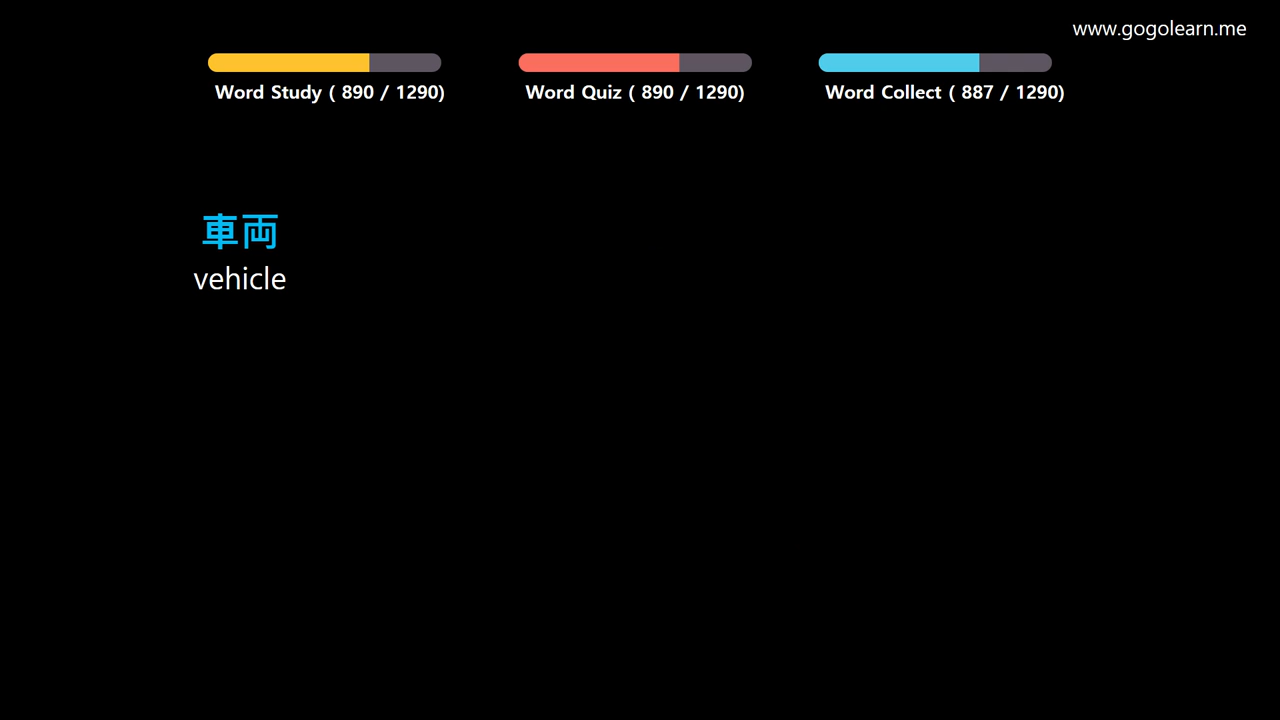 www.gogolearn.me
Word Study ( 890 / 1290)
Word Quiz ( 890 / 1290)
Word Collect ( 887 / 1290)
車両
vehicle